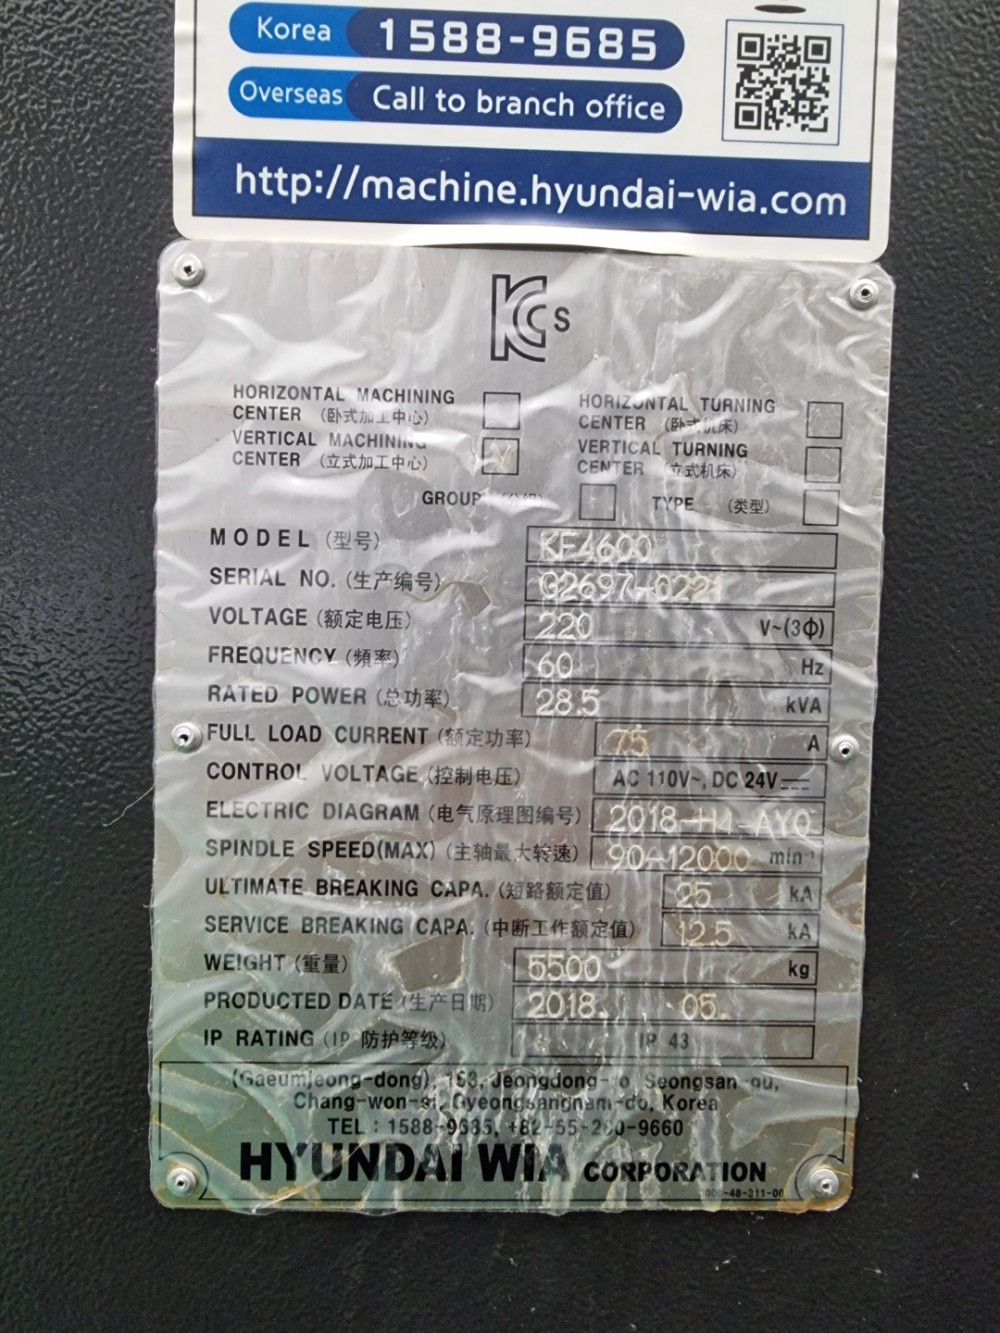 Korea 1588-9685
Overseas Call to branch office
http://machine.hyundai-wia.com
KCs
HORIZONTAL MACHINING
CENTER (卧式加工中心)
VERTICAL MACHINING
CENTER (立式加工中心)
HORIZONTAL TURNING
CENTER (卧式机床)
VERTICAL TURNING
CENTER (立式机床)
GROUP
TYPE (类型)
MODEL (型号) KF4600
SERIAL NO. (生产编号) G2697-0221
VOLTAGE (额定电压) 220 V~(3Φ)
FREQUENCY (频率) 60 Hz
RATED POWER (总功率) 28.5 kVA
FULL LOAD CURRENT (额定功率) 75 A
CONTROL VOLTAGE (控制电压) AC 110V~, DC 24V⎓
ELECTRIC DIAGRAM (电气原理图编号) 2018-H4-AY0
SPINDLE SPEED(MAX) (主轴最大转速) 90-12000 min⁻¹
ULTIMATE BREAKING CAPA. (短路额定值) 25 kA
SERVICE BREAKING CAPA. (中断工作额定值) 12.5 kA
WEIGHT (重量) 5500 kg
PRODUCTED DATE (生产日期) 2018. 05.
IP RATING (IP 防护等级) IP 43
(Gaeumjeong-dong), 153, Jeongdong-ro, Seongsan-gu,
Chang-won-si, Gyeongsangnam-do, Korea
TEL : 1588-9685, +82-55-280-9660
HYUNDAI WIA CORPORATION